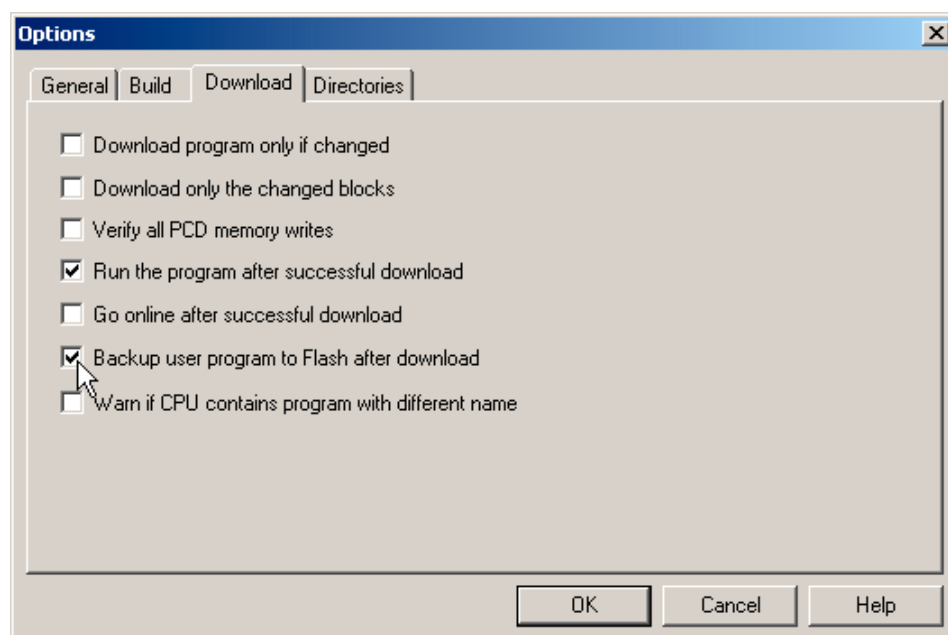 Options
General Build Download Directories
Download program only if changed
Download only the changed blocks
Verify all PCD memory writes
Run the program after successful download
Go online after successful download
Backup user program to Flash after download
Warn if CPU contains program with different name
OK Cancel Help